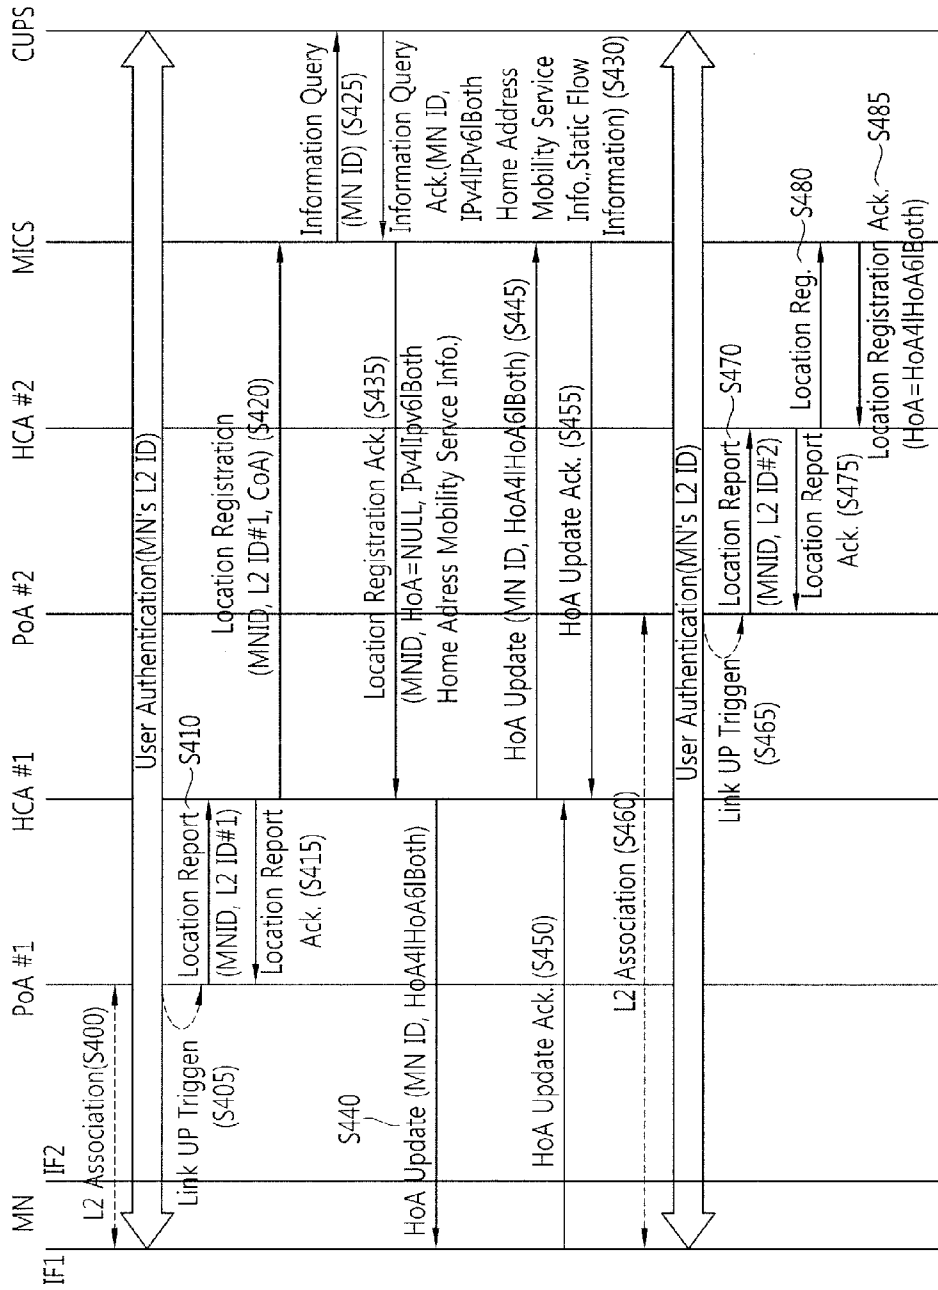 MN
IF1
IF2
PoA #1
HCA #1
PoA #2
HCA #2
MICS
CUPS
L2 Association(S400)
User Authentication(MN's L2 ID)
Link UP Triggen
(S405)
Location Report
S410
(MNID, L2 ID#1)
Location Report
Ack. (S415)
Location Registration
(MNID, L2 ID#1, CoA) (S420)
Information Query
(MN ID) (S425)
Information Query
Ack.(MN ID,
IPv4|IPv6|Both
Home Address
Mobility Service
Info.,Static Flow
Information) (S430)
Location Registration Ack. (S435)
(MNID, HoA=NULL, IPv4|Ipv6|Both
Home Adress Mobility Servce Info.)
S440
HoA Update (MN ID, HoA4|HoA6|Both)
HoA Update (MN ID, HoA4|HoA6|Both) (S445)
HoA Update Ack. (S450)
HoA Update Ack. (S455)
L2 Association (S460)
User Authentication(MN's L2 ID)
Link UP Triggen
(S465)
Location Report
S470
(MNID, L2 ID#2)
Location Report
Ack. (S475)
Location Reg.
S480
Location Registration Ack.
S485
(HoA=HoA4|HoA6|Both)